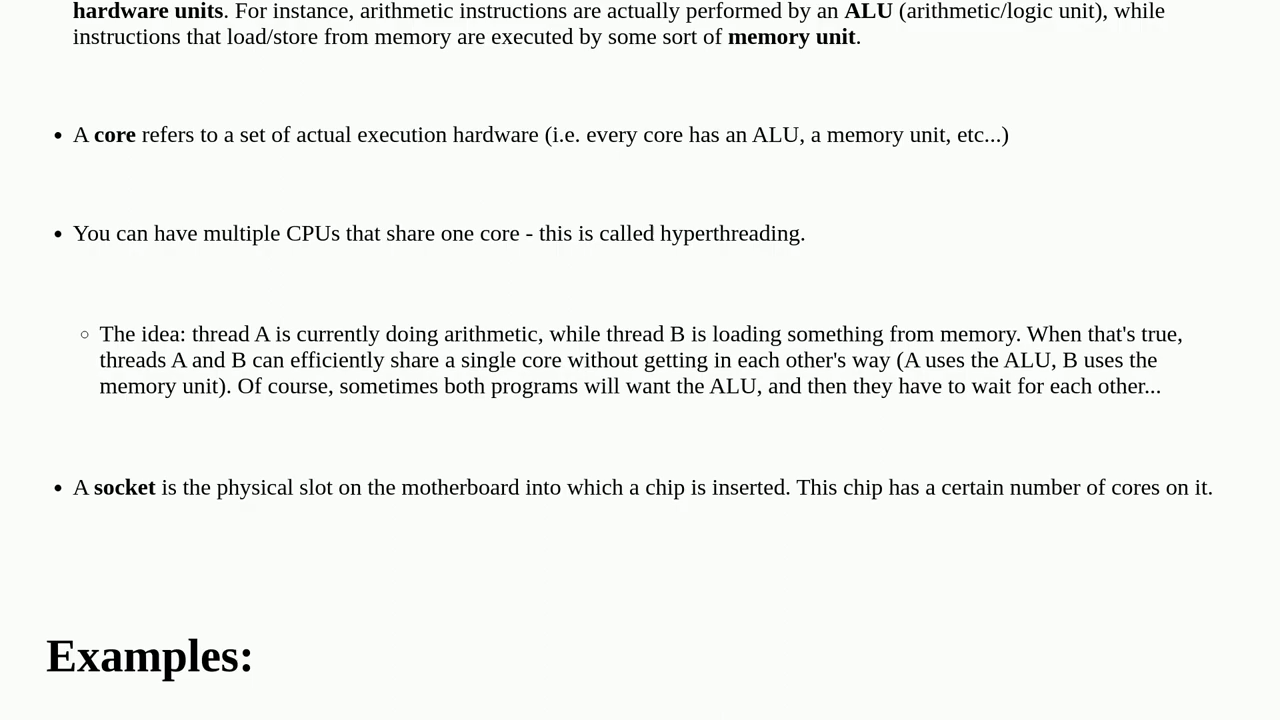 hardware units. For instance, arithmetic instructions are actually performed by an ALU (arithmetic/logic unit), while
instructions that load/store from memory are executed by some sort of memory unit.
• A core refers to a set of actual execution hardware (i.e. every core has an ALU, a memory unit, etc...)
• You can have multiple CPUs that share one core - this is called hyperthreading.
○ The idea: thread A is currently doing arithmetic, while thread B is loading something from memory. When that's true,
threads A and B can efficiently share a single core without getting in each other's way (A uses the ALU, B uses the
memory unit). Of course, sometimes both programs will want the ALU, and then they have to wait for each other...
• A socket is the physical slot on the motherboard into which a chip is inserted. This chip has a certain number of cores on it.
Examples: